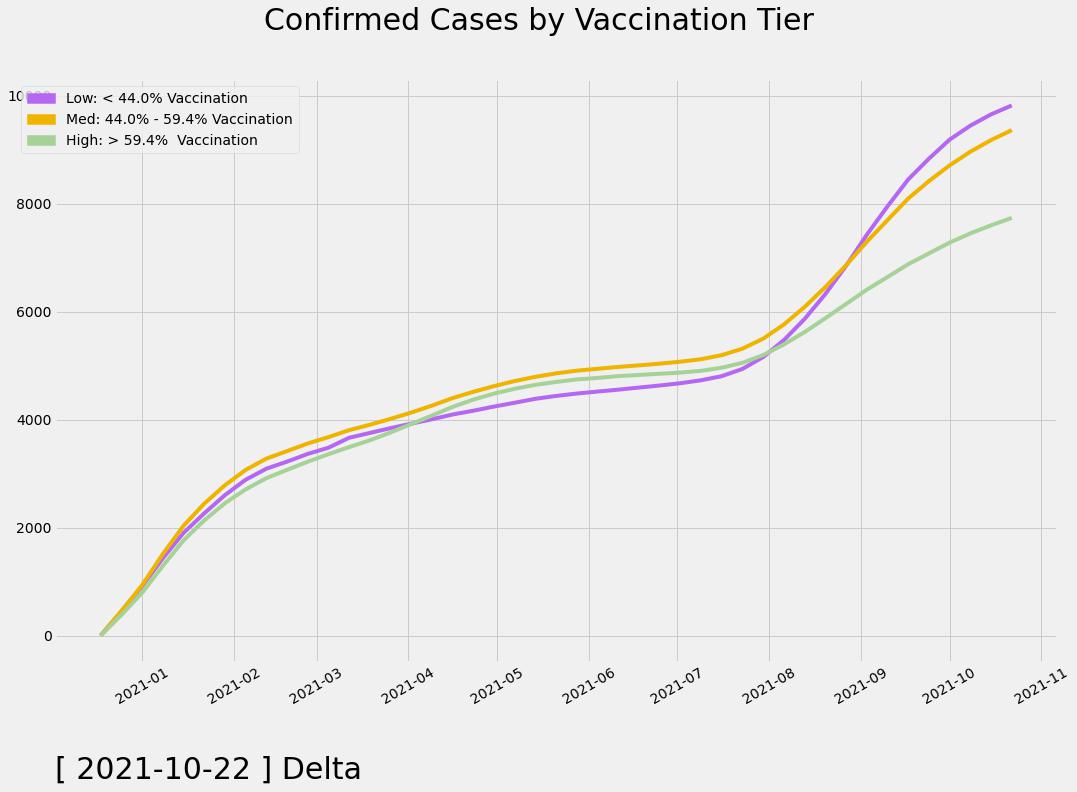 Confirmed Cases by Vaccination Tier
10000
Low: < 44.0% Vaccination
Med: 44.0% - 59.4% Vaccination
High: > 59.4%  Vaccination
8000
6000
4000
2000
0
2021-01 2021-02 2021-03 2021-04 2021-05 2021-06 2021-07 2021-08 2021-09 2021-10 2021-11
[ 2021-10-22 ] Delta